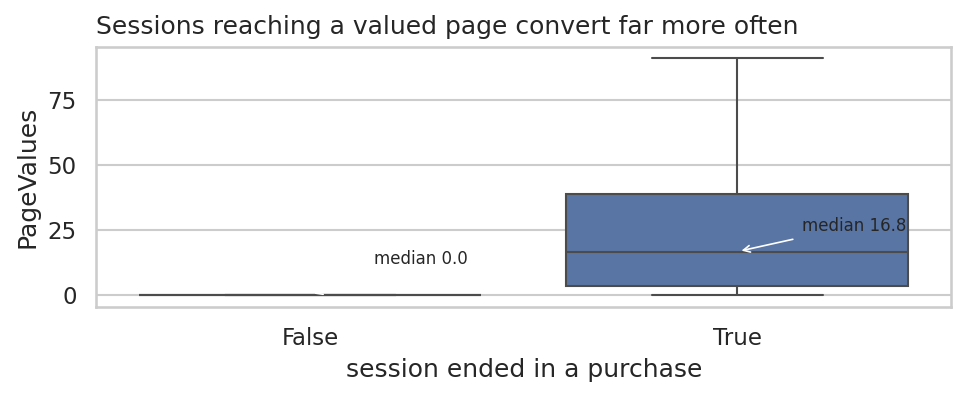 Sessions reaching a valued page convert far more often
PageValues
75
50
25
0
median 0.0
median 16.8
False
True
session ended in a purchase